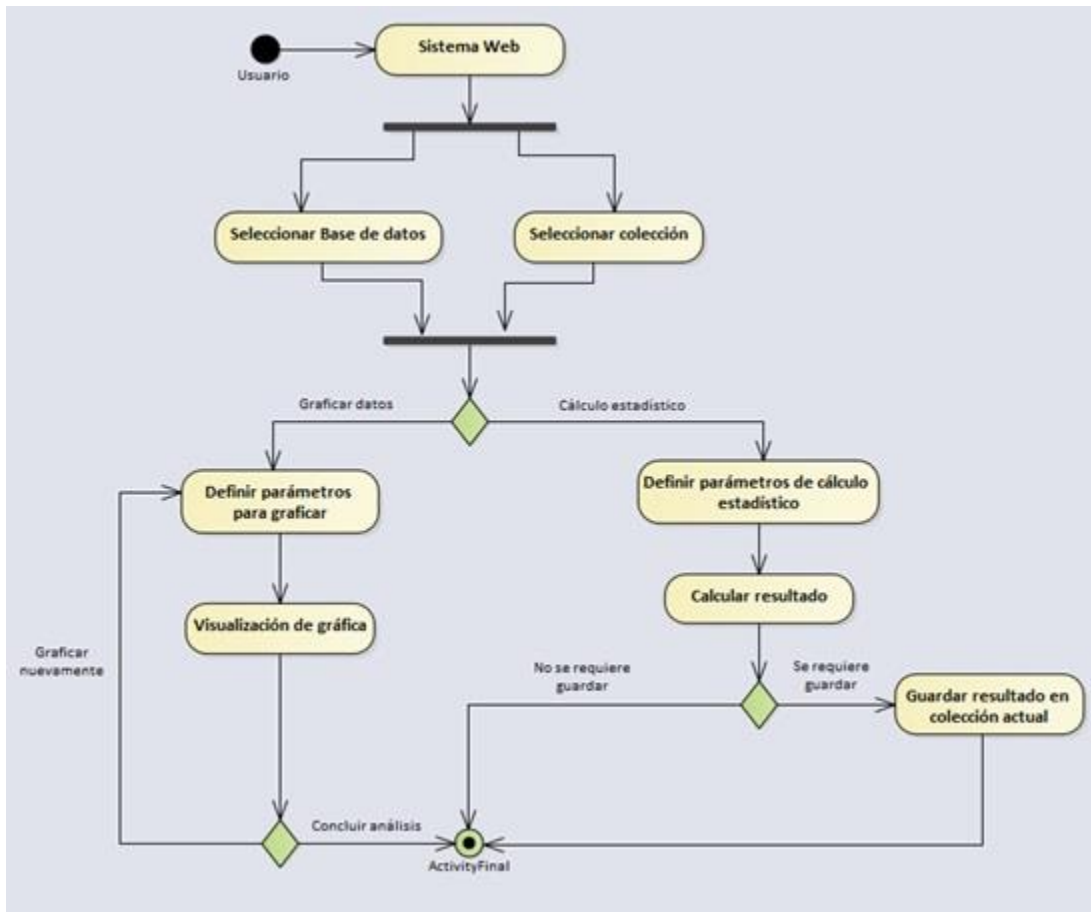 Sistema Web
Usuario
Seleccionar Base de datos
Seleccionar colección
Graficar datos
Cálculo estadístico
Definir parámetros
para graficar
Definir parámetros de cálculo
estadístico
Calcular resultado
Visualización de gráfica
Graficar
nuevamente
No se requiere
guardar
Se requiere
guardar
Guardar resultado en
colección actual
Concluir análisis
ActivityFinal